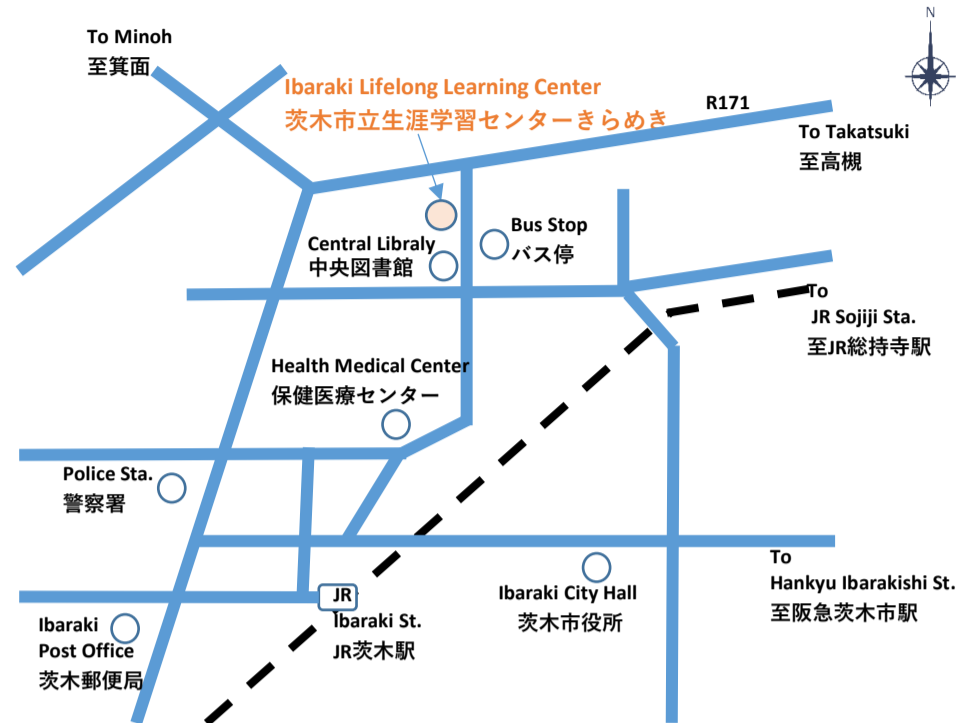 N
To Minoh
至箕面
Ibaraki Lifelong Learning Center
茨木市立生涯学習センターきらめき
R171
To Takatsuki
至高槻
Bus Stop
バス停
Central Libraly
中央図書館
To
JR Sojiji Sta.
至JR総持寺駅
Health Medical Center
保健医療センター
Police Sta.
警察署
To
Hankyu Ibarakishi St.
至阪急茨木市駅
Ibaraki City Hall
茨木市役所
JR
Ibaraki St.
JR茨木駅
Ibaraki
Post Office
茨木郵便局